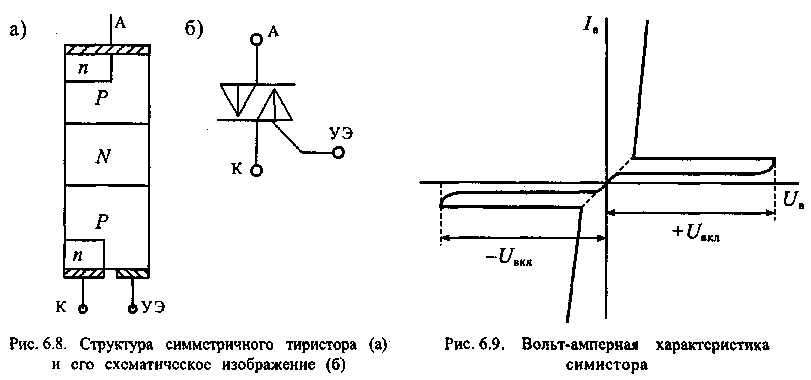 а)
А
n
P
N
P
n
К
УЭ
б)
А
УЭ
К
Iв
Uв
+Uвкл
−Uвкл
Рис. 6.8. Структура симметричного тиристора (а)
и его схематическое изображение (б)
Рис. 6.9. Вольт-амперная характеристика
симистора